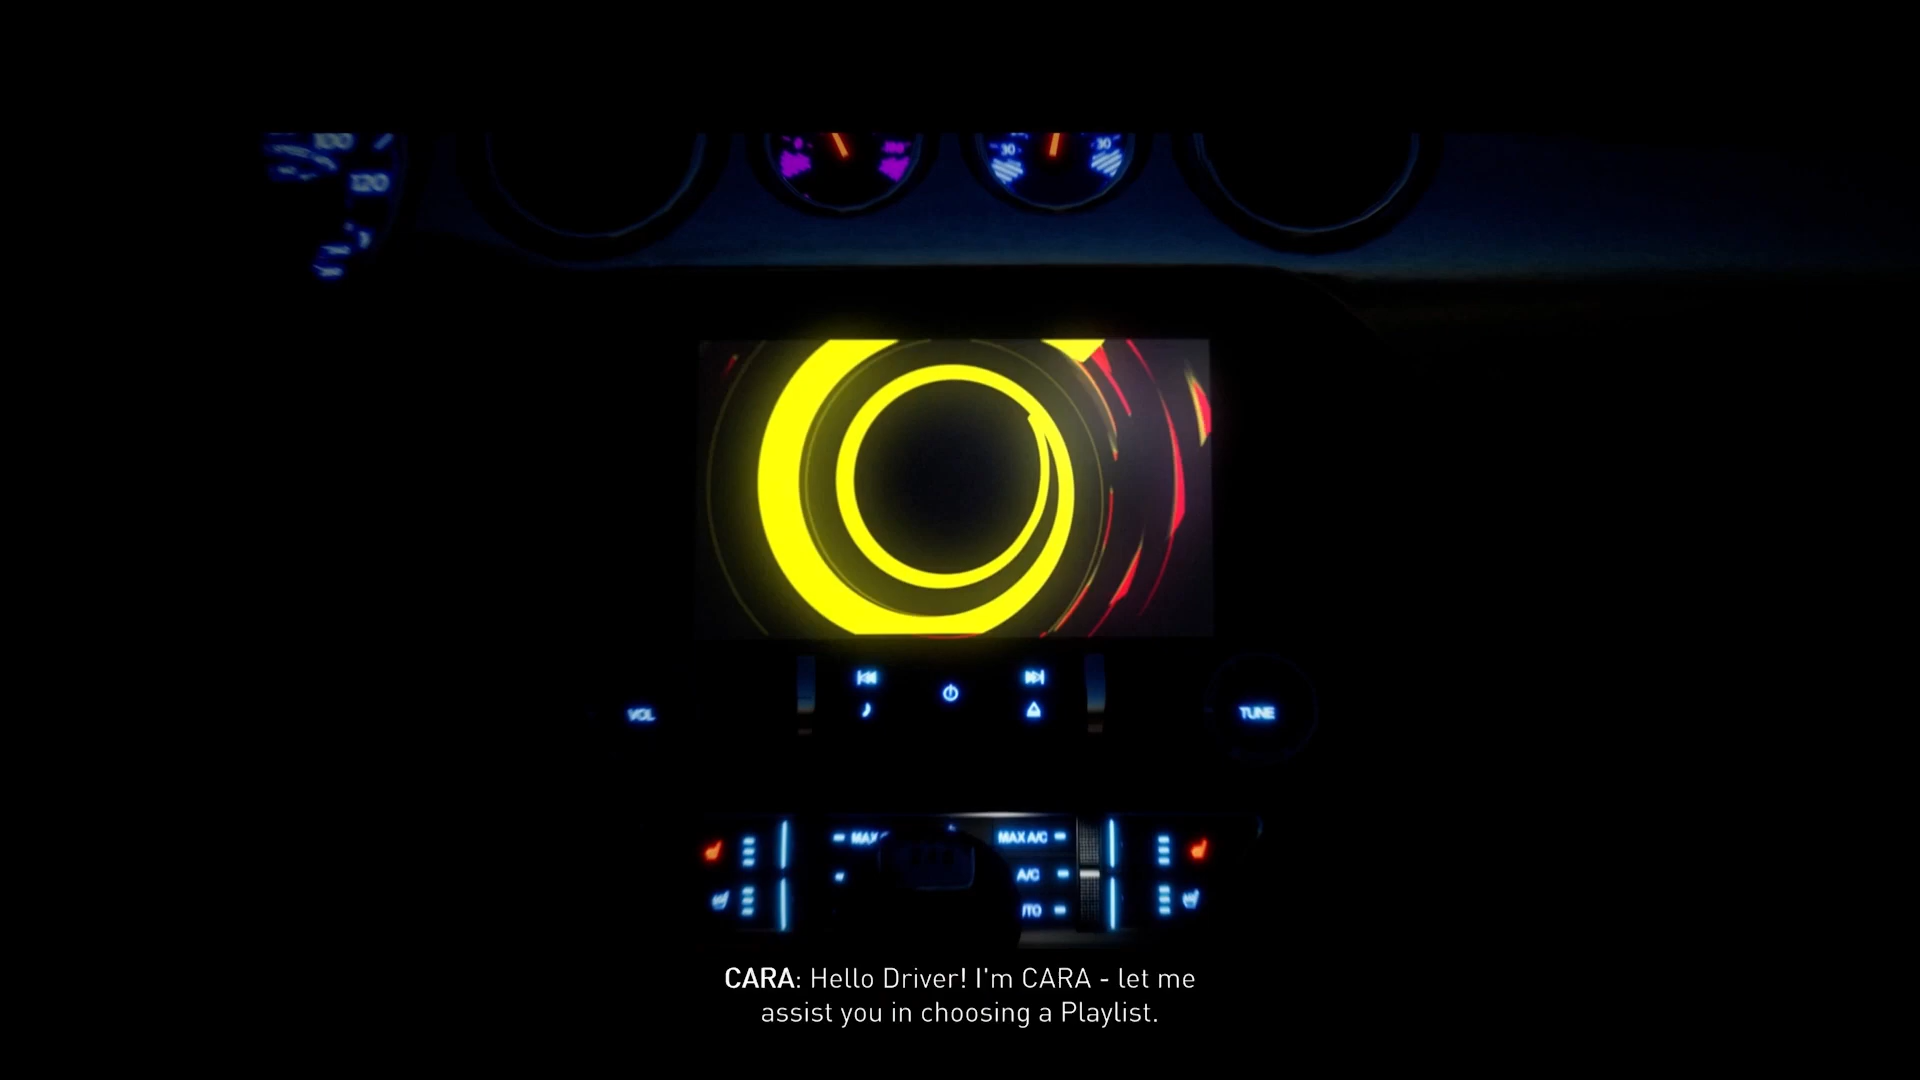 100
120
30
30
VOL
TUNE
MAX A/C
A/C
CARA: Hello Driver! I'm CARA - let me
assist you in choosing a Playlist.